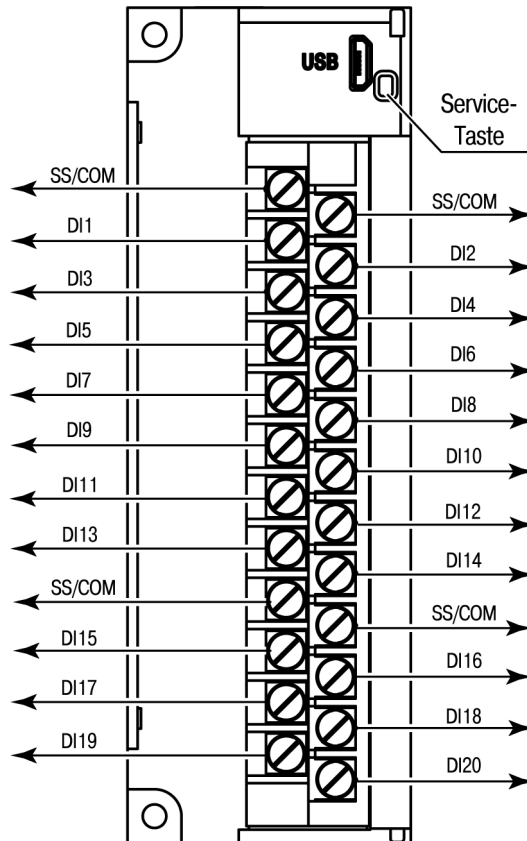 USB
Service-
Taste
SS/COM
SS/COM
DI1
DI2
DI3
DI4
DI5
DI6
DI7
DI8
DI9
DI10
DI11
DI12
DI13
DI14
SS/COM
SS/COM
DI15
DI16
DI17
DI18
DI19
DI20